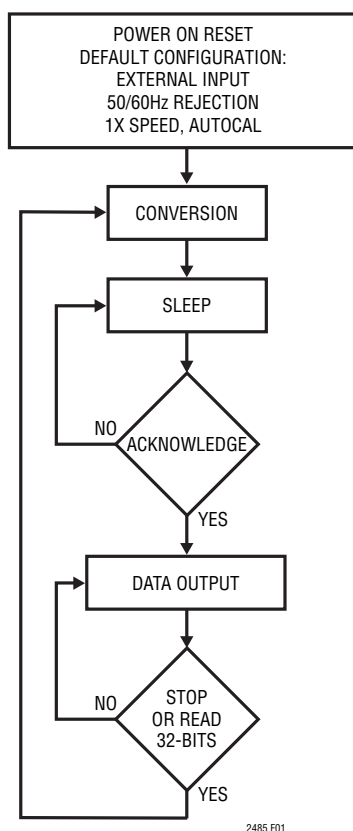 POWER ON RESET
DEFAULT CONFIGURATION:
EXTERNAL INPUT
50/60Hz REJECTION
1X SPEED, AUTOCAL
CONVERSION
SLEEP
NO
ACKNOWLEDGE
YES
DATA OUTPUT
NO
STOP
OR READ
32-BITS
YES
2485 F01